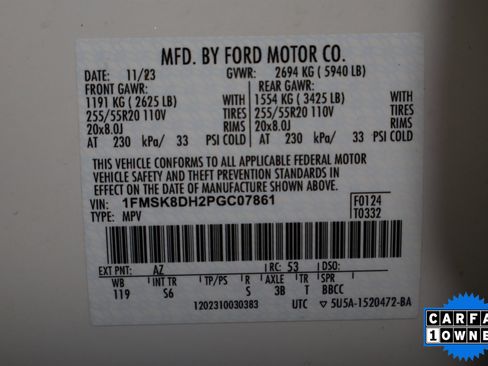 MFD. BY FORD MOTOR CO.
DATE: 11/23 GVWR: 2694 KG ( 5940 LB)
FRONT GAWR: REAR GAWR:
1191 KG ( 2625 LB) WITH 1554 KG ( 3425 LB) WITH
255/55R20 110V TIRES 255/55R20 110V TIRES
20x8.0J RIMS 20x8.0J RIMS
AT 230 kPa/ 33 PSI COLD AT 230 kPa/ 33 PSI COLD
THIS VEHICLE CONFORMS TO ALL APPLICABLE FEDERAL MOTOR
VEHICLE SAFETY AND THEFT PREVENTION STANDARDS IN
EFFECT ON THE DATE OF MANUFACTURE SHOWN ABOVE.
VIN: 1FMSK8DH2PGC07861 F0124
TYPE: MPV T0332
EXT PNT: AZ RC: 53 DSO:
WB INT TR TP/PS R AXLE TR SPR
119 S6 S 3B T BBCC
1202310030383 UTC 5U5A-1520472-BA
CARFA
1 OWNE